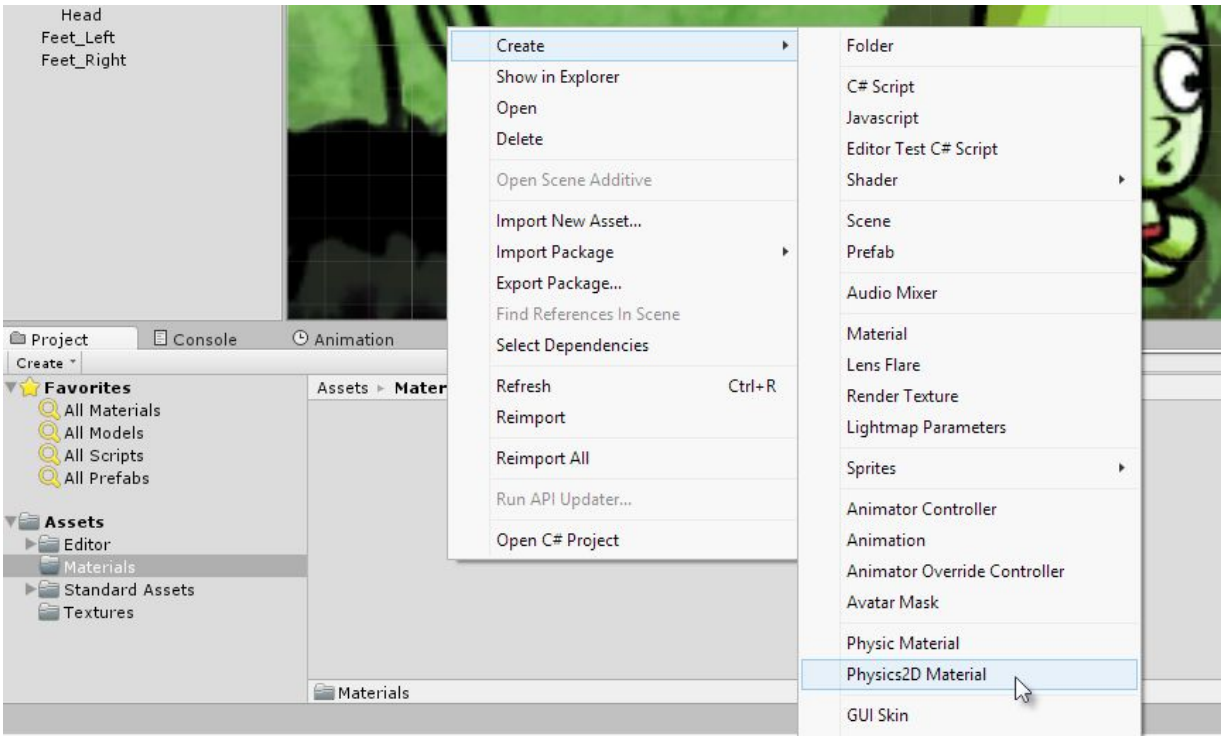 Head
Feet_Left
Feet_Right
Project
Console
Animation
Create
Favorites
All Materials
All Models
All Scripts
All Prefabs
Assets
Editor
Materials
Standard Assets
Textures
Assets ▸ Mater
Materials
Create
Show in Explorer
Open
Delete
Open Scene Additive
Import New Asset...
Import Package
Export Package...
Find References In Scene
Select Dependencies
Refresh Ctrl+R
Reimport
Reimport All
Run API Updater...
Open C# Project
Folder
C# Script
Javascript
Editor Test C# Script
Shader
Scene
Prefab
Audio Mixer
Material
Lens Flare
Render Texture
Lightmap Parameters
Sprites
Animator Controller
Animation
Animator Override Controller
Avatar Mask
Physic Material
Physics2D Material
GUI Skin